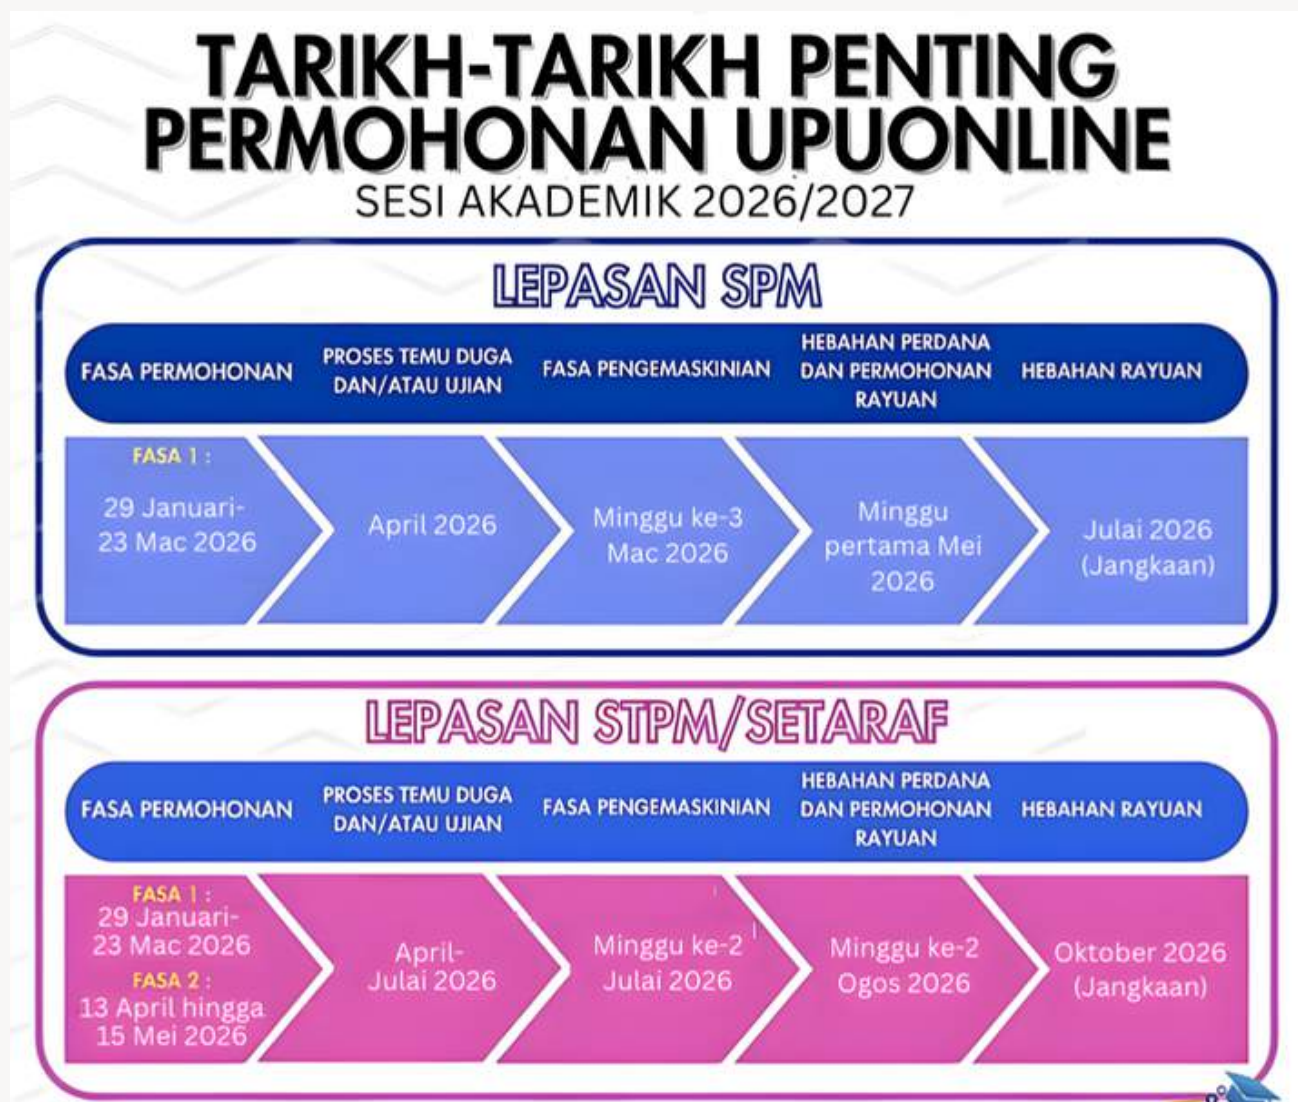 TARIKH-TARIKH PENTING
PERMOHONAN UPUONLINE
SESI AKADEMIK 2026/2027
LEPASAN SPM
FASA PERMOHONAN
PROSES TEMU DUGA
DAN/ATAU UJIAN
FASA PENGEMASKINIAN
HEBAHAN PERDANA
DAN PERMOHONAN
RAYUAN
HEBAHAN RAYUAN
FASA 1 :
29 Januari-
23 Mac 2026
April 2026
Minggu ke-3
Mac 2026
Minggu
pertama Mei
2026
Julai 2026
(Jangkaan)
LEPASAN STPM/SETARAF
FASA PERMOHONAN
PROSES TEMU DUGA
DAN/ATAU UJIAN
FASA PENGEMASKINIAN
HEBAHAN PERDANA
DAN PERMOHONAN
RAYUAN
HEBAHAN RAYUAN
FASA 1 :
29 Januari-
23 Mac 2026
FASA 2 :
13 April hingga
15 Mei 2026
April-
Julai 2026
Minggu ke-2
Julai 2026
Minggu ke-2
Ogos 2026
Oktober 2026
(Jangkaan)